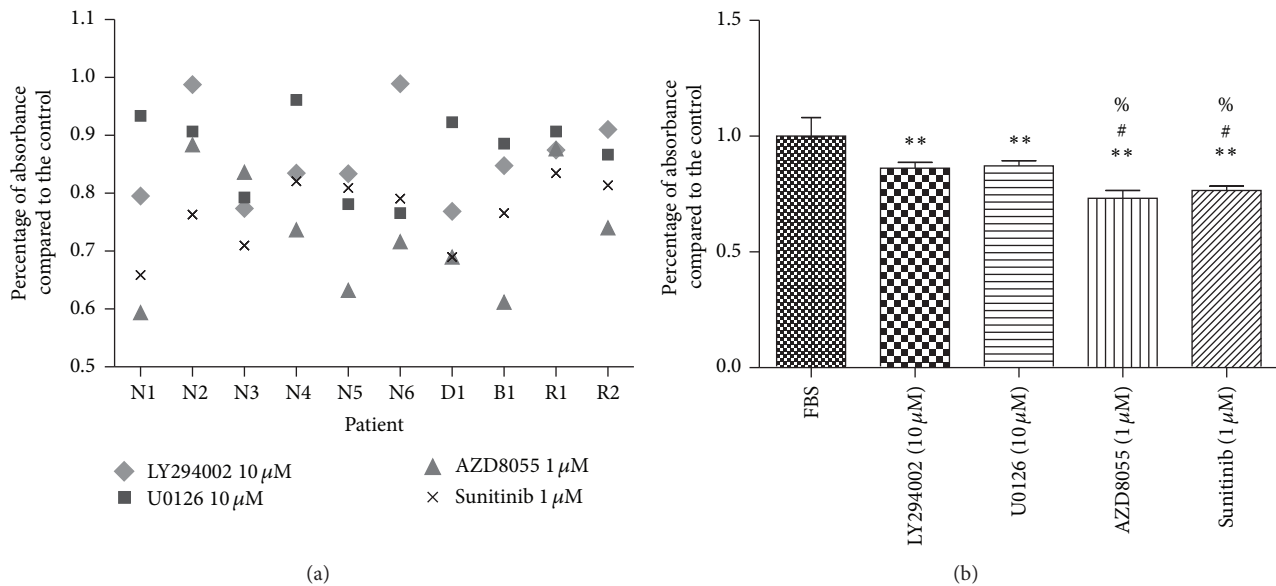 Percentage of absorbance
compared to the control
1.1
1.0
0.9
0.8
0.7
0.6
0.5
N1 N2 N3 N4 N5 N6 D1 B1 R1 R2
Patient
LY294002 10 μM
U0126 10 μM
AZD8055 1 μM
Sunitinib 1 μM
(a)
Percentage of absorbance
compared to the control
1.5
1.0
0.5
0.0
**
**
%
#
**
%
#
**
FBS
LY294002 (10 μM)
U0126 (10 μM)
AZD8055 (1 μM)
Sunitinib (1 μM)
(b)